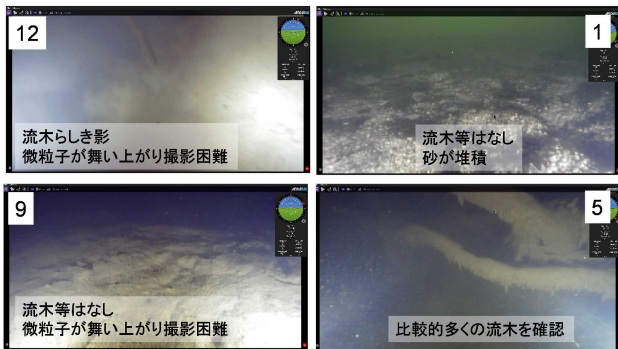 12
流木らしき影
微粒子が舞い上がり撮影困難
1
流木等はなし
砂が堆積
9
流木等はなし
微粒子が舞い上がり撮影困難
5
比較的多くの流木を確認